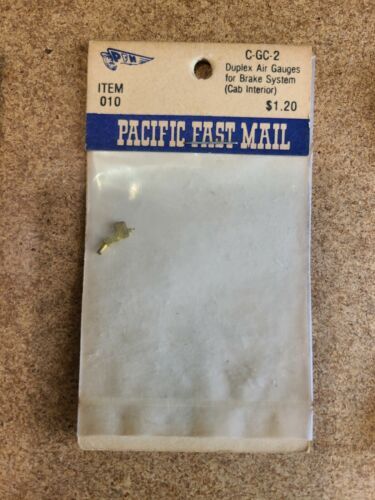 PFM
C-GC-2
Duplex Air Gauges
for Brake System
(Cab Interior)
ITEM
010
$1.20
PACIFIC FAST MAIL